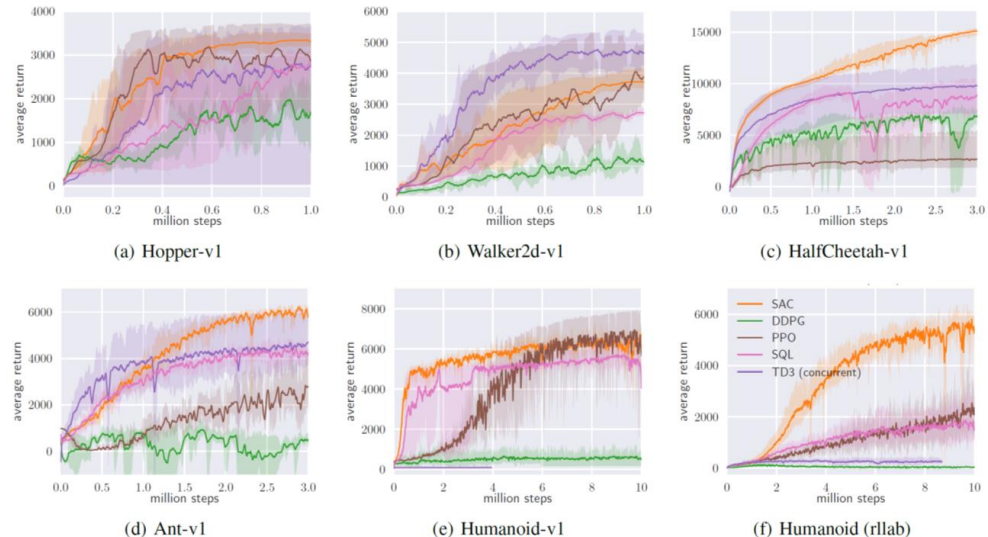 4000
3000
2000
1000
0
average return
0.0 0.2 0.4 0.6 0.8 1.0
million steps
(a) Hopper-v1
6000
5000
4000
3000
2000
1000
0
average return
0.0 0.2 0.4 0.6 0.8 1.0
million steps
(b) Walker2d-v1
15000
10000
5000
0
average return
0.0 0.5 1.0 1.5 2.0 2.5 3.0
million steps
(c) HalfCheetah-v1
6000
4000
2000
0
average return
0.0 0.5 1.0 1.5 2.0 2.5 3.0
million steps
(d) Ant-v1
8000
6000
4000
2000
0
average return
0 2 4 6 8 10
million steps
(e) Humanoid-v1
6000
4000
2000
0
average return
SAC
DDPG
PPO
SQL
TD3 (concurrent)
0 2 4 6 8 10
million steps
(f) Humanoid (rllab)